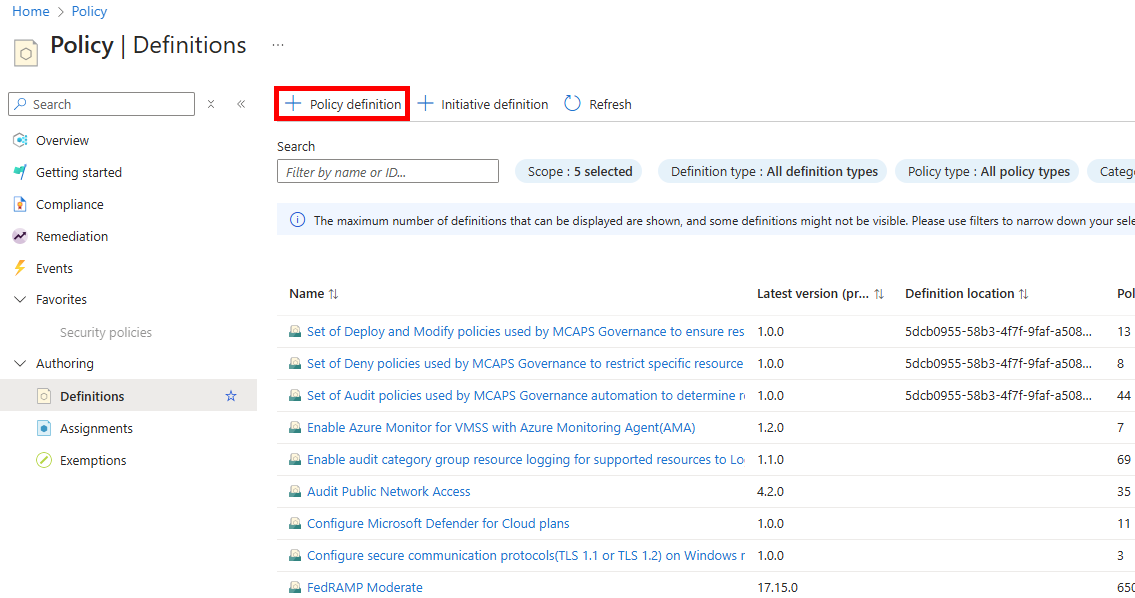 Home > Policy
Policy | Definitions ...
Search
Overview
Getting started
Compliance
Remediation
Events
Favorites
Security policies
Authoring
Definitions
Assignments
Exemptions
+ Policy definition + Initiative definition Refresh
Search
Filter by name or ID...
Scope : 5 selected Definition type : All definition types Policy type : All policy types Categ
The maximum number of definitions that can be displayed are shown, and some definitions might not be visible. Please use filters to narrow down your sele
Name Latest version (pr... Definition location Pol
Set of Deploy and Modify policies used by MCAPS Governance to ensure res 1.0.0 5dcb0955-58b3-4f7f-9faf-a508... 13
Set of Deny policies used by MCAPS Governance to restrict specific resource 1.0.0 5dcb0955-58b3-4f7f-9faf-a508... 8
Set of Audit policies used by MCAPS Governance automation to determine r 1.0.0 5dcb0955-58b3-4f7f-9faf-a508... 44
Enable Azure Monitor for VMSS with Azure Monitoring Agent(AMA) 1.2.0 7
Enable audit category group resource logging for supported resources to Lo 1.1.0 69
Audit Public Network Access 4.2.0 35
Configure Microsoft Defender for Cloud plans 1.0.0 11
Configure secure communication protocols(TLS 1.1 or TLS 1.2) on Windows r 1.0.0 3
FedRAMP Moderate 17.15.0 650